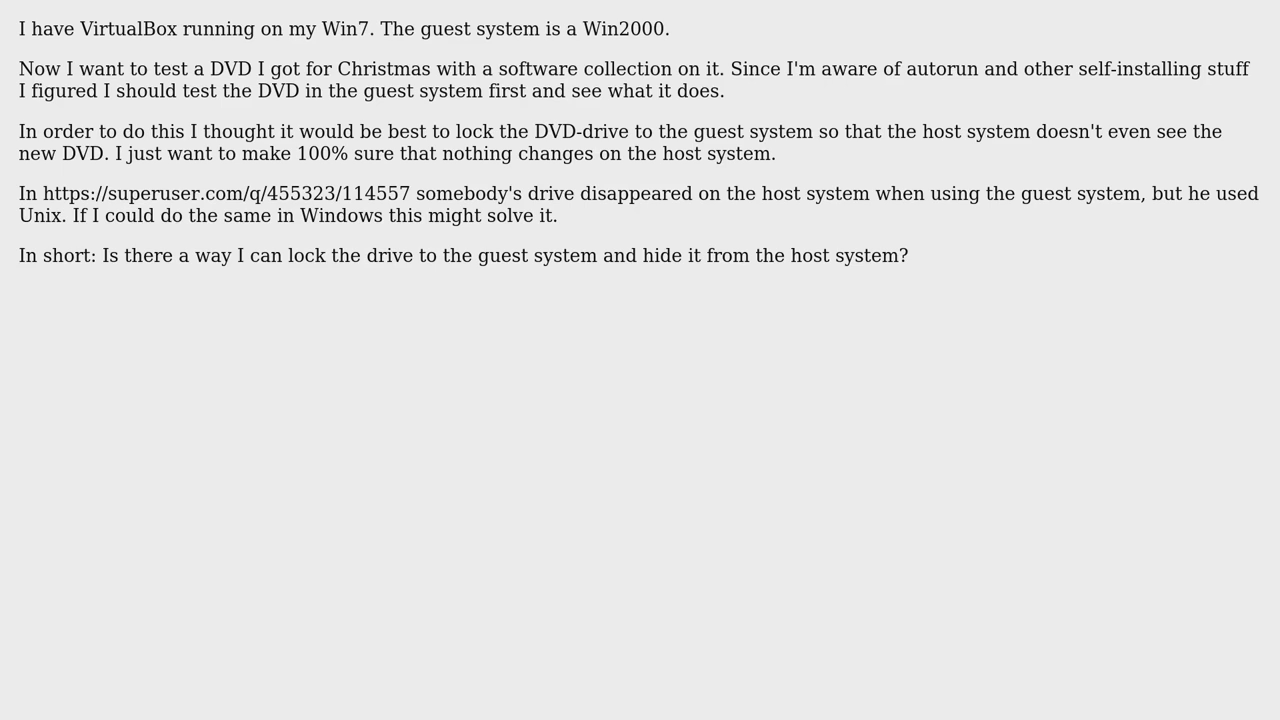 I have VirtualBox running on my Win7. The guest system is a Win2000.
Now I want to test a DVD I got for Christmas with a software collection on it. Since I'm aware of autorun and other self-installing stuff
I figured I should test the DVD in the guest system first and see what it does.
In order to do this I thought it would be best to lock the DVD-drive to the guest system so that the host system doesn't even see the
new DVD. I just want to make 100% sure that nothing changes on the host system.
In https://superuser.com/q/455323/114557 somebody's drive disappeared on the host system when using the guest system, but he used
Unix. If I could do the same in Windows this might solve it.
In short: Is there a way I can lock the drive to the guest system and hide it from the host system?